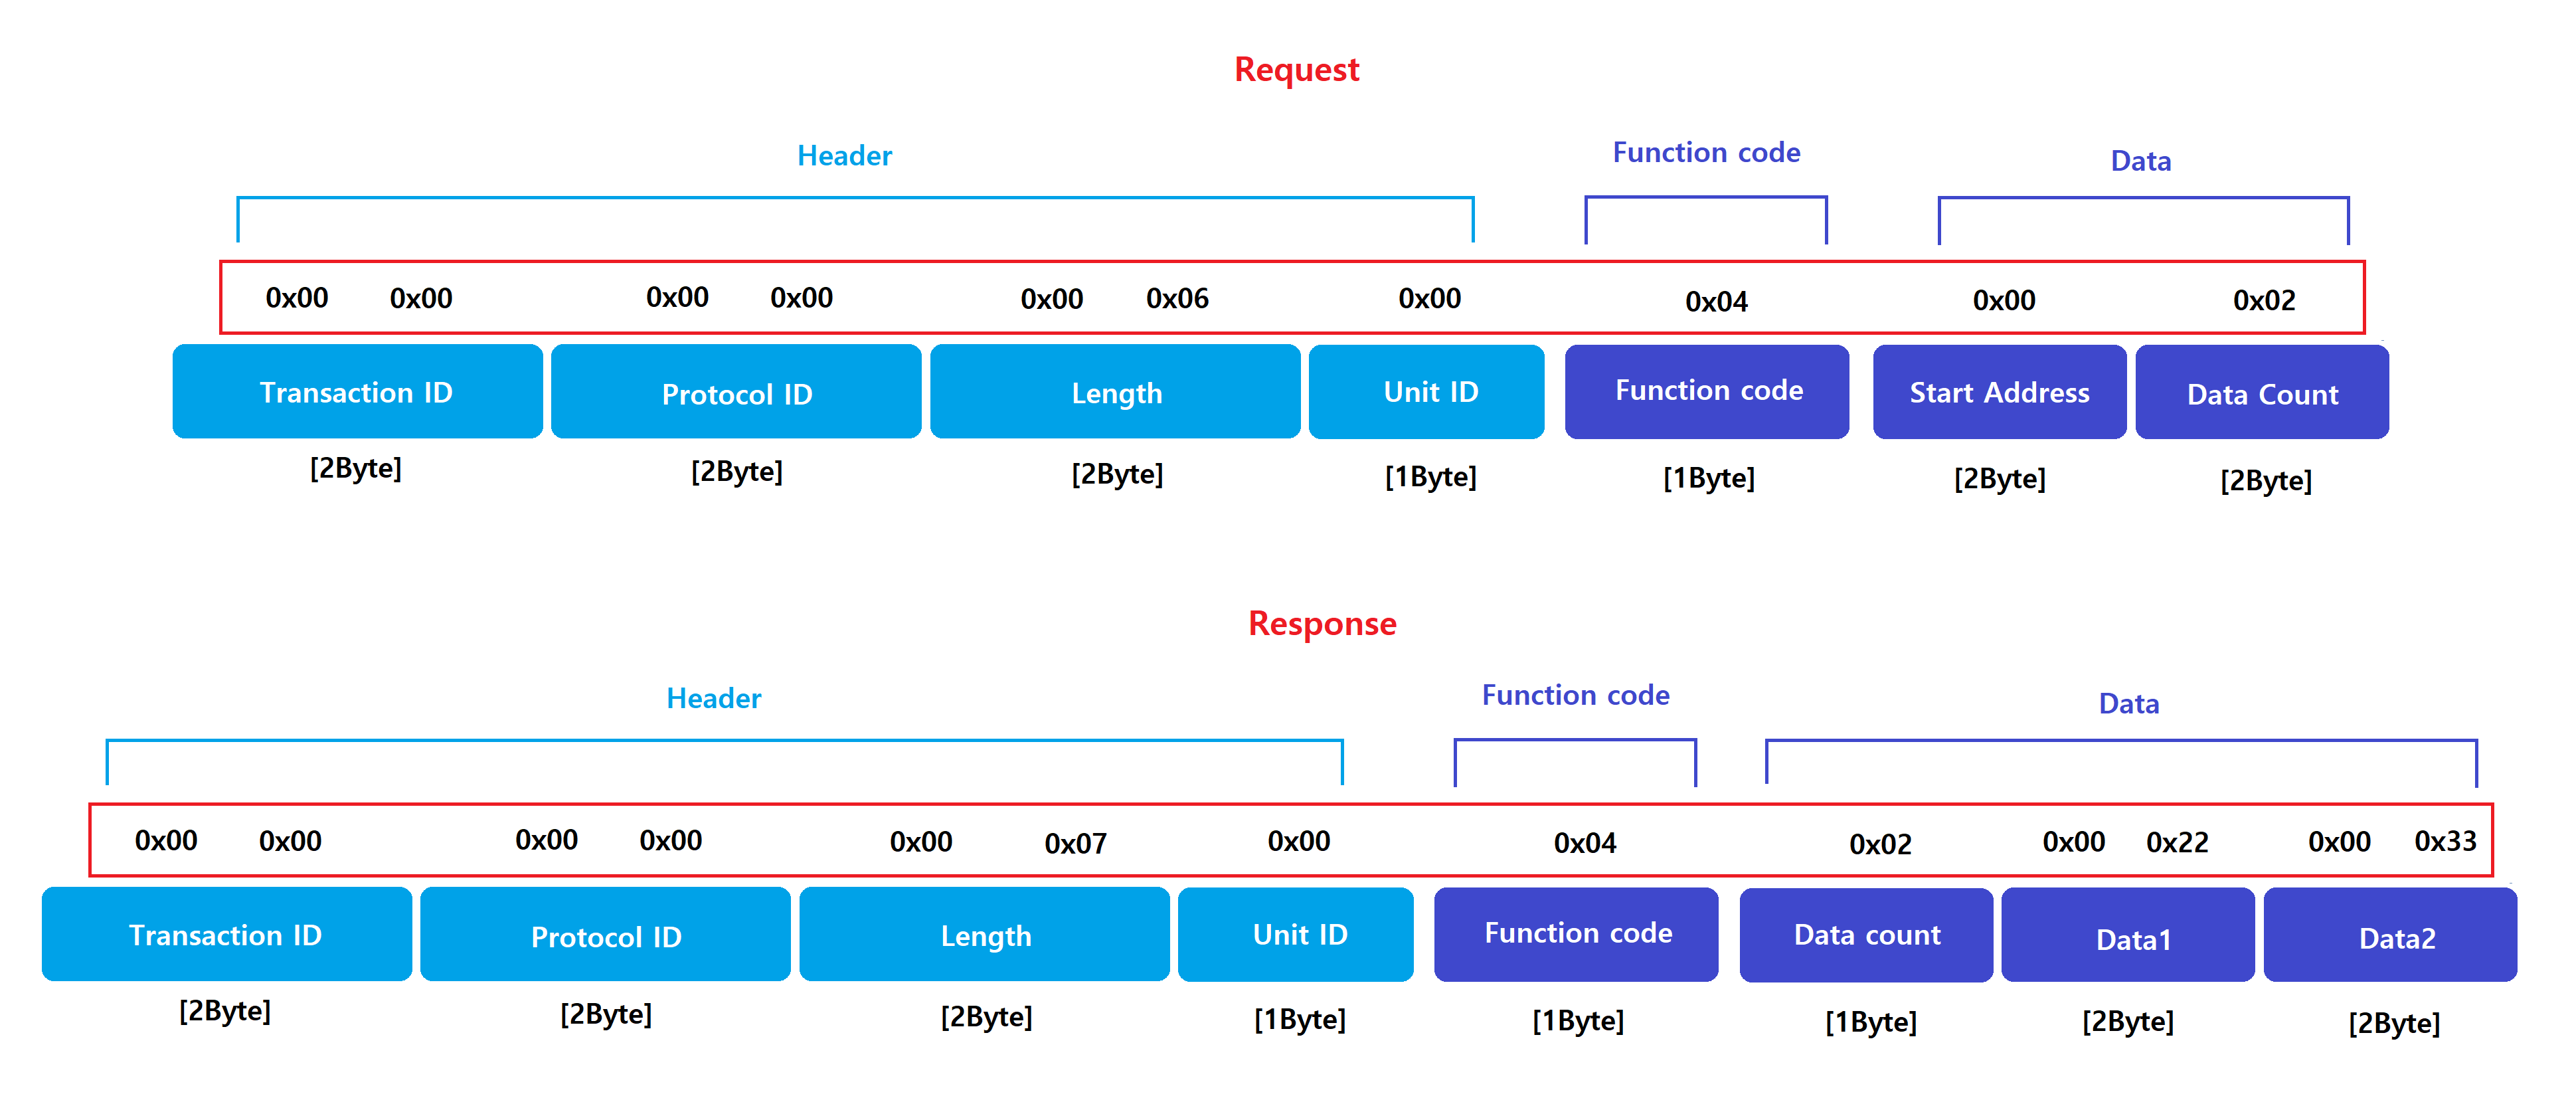 Request
Header Function code Data
0x00 0x00 0x00 0x00 0x00 0x06 0x00 0x04 0x00 0x02
Transaction ID Protocol ID Length Unit ID Function code Start Address Data Count
[2Byte] [2Byte] [2Byte] [1Byte] [1Byte] [2Byte] [2Byte]
Response
Header Function code Data
0x00 0x00 0x00 0x00 0x00 0x07 0x00 0x04 0x02 0x00 0x22 0x00 0x33
Transaction ID Protocol ID Length Unit ID Function code Data count Data1 Data2
[2Byte] [2Byte] [2Byte] [1Byte] [1Byte] [1Byte] [2Byte] [2Byte]